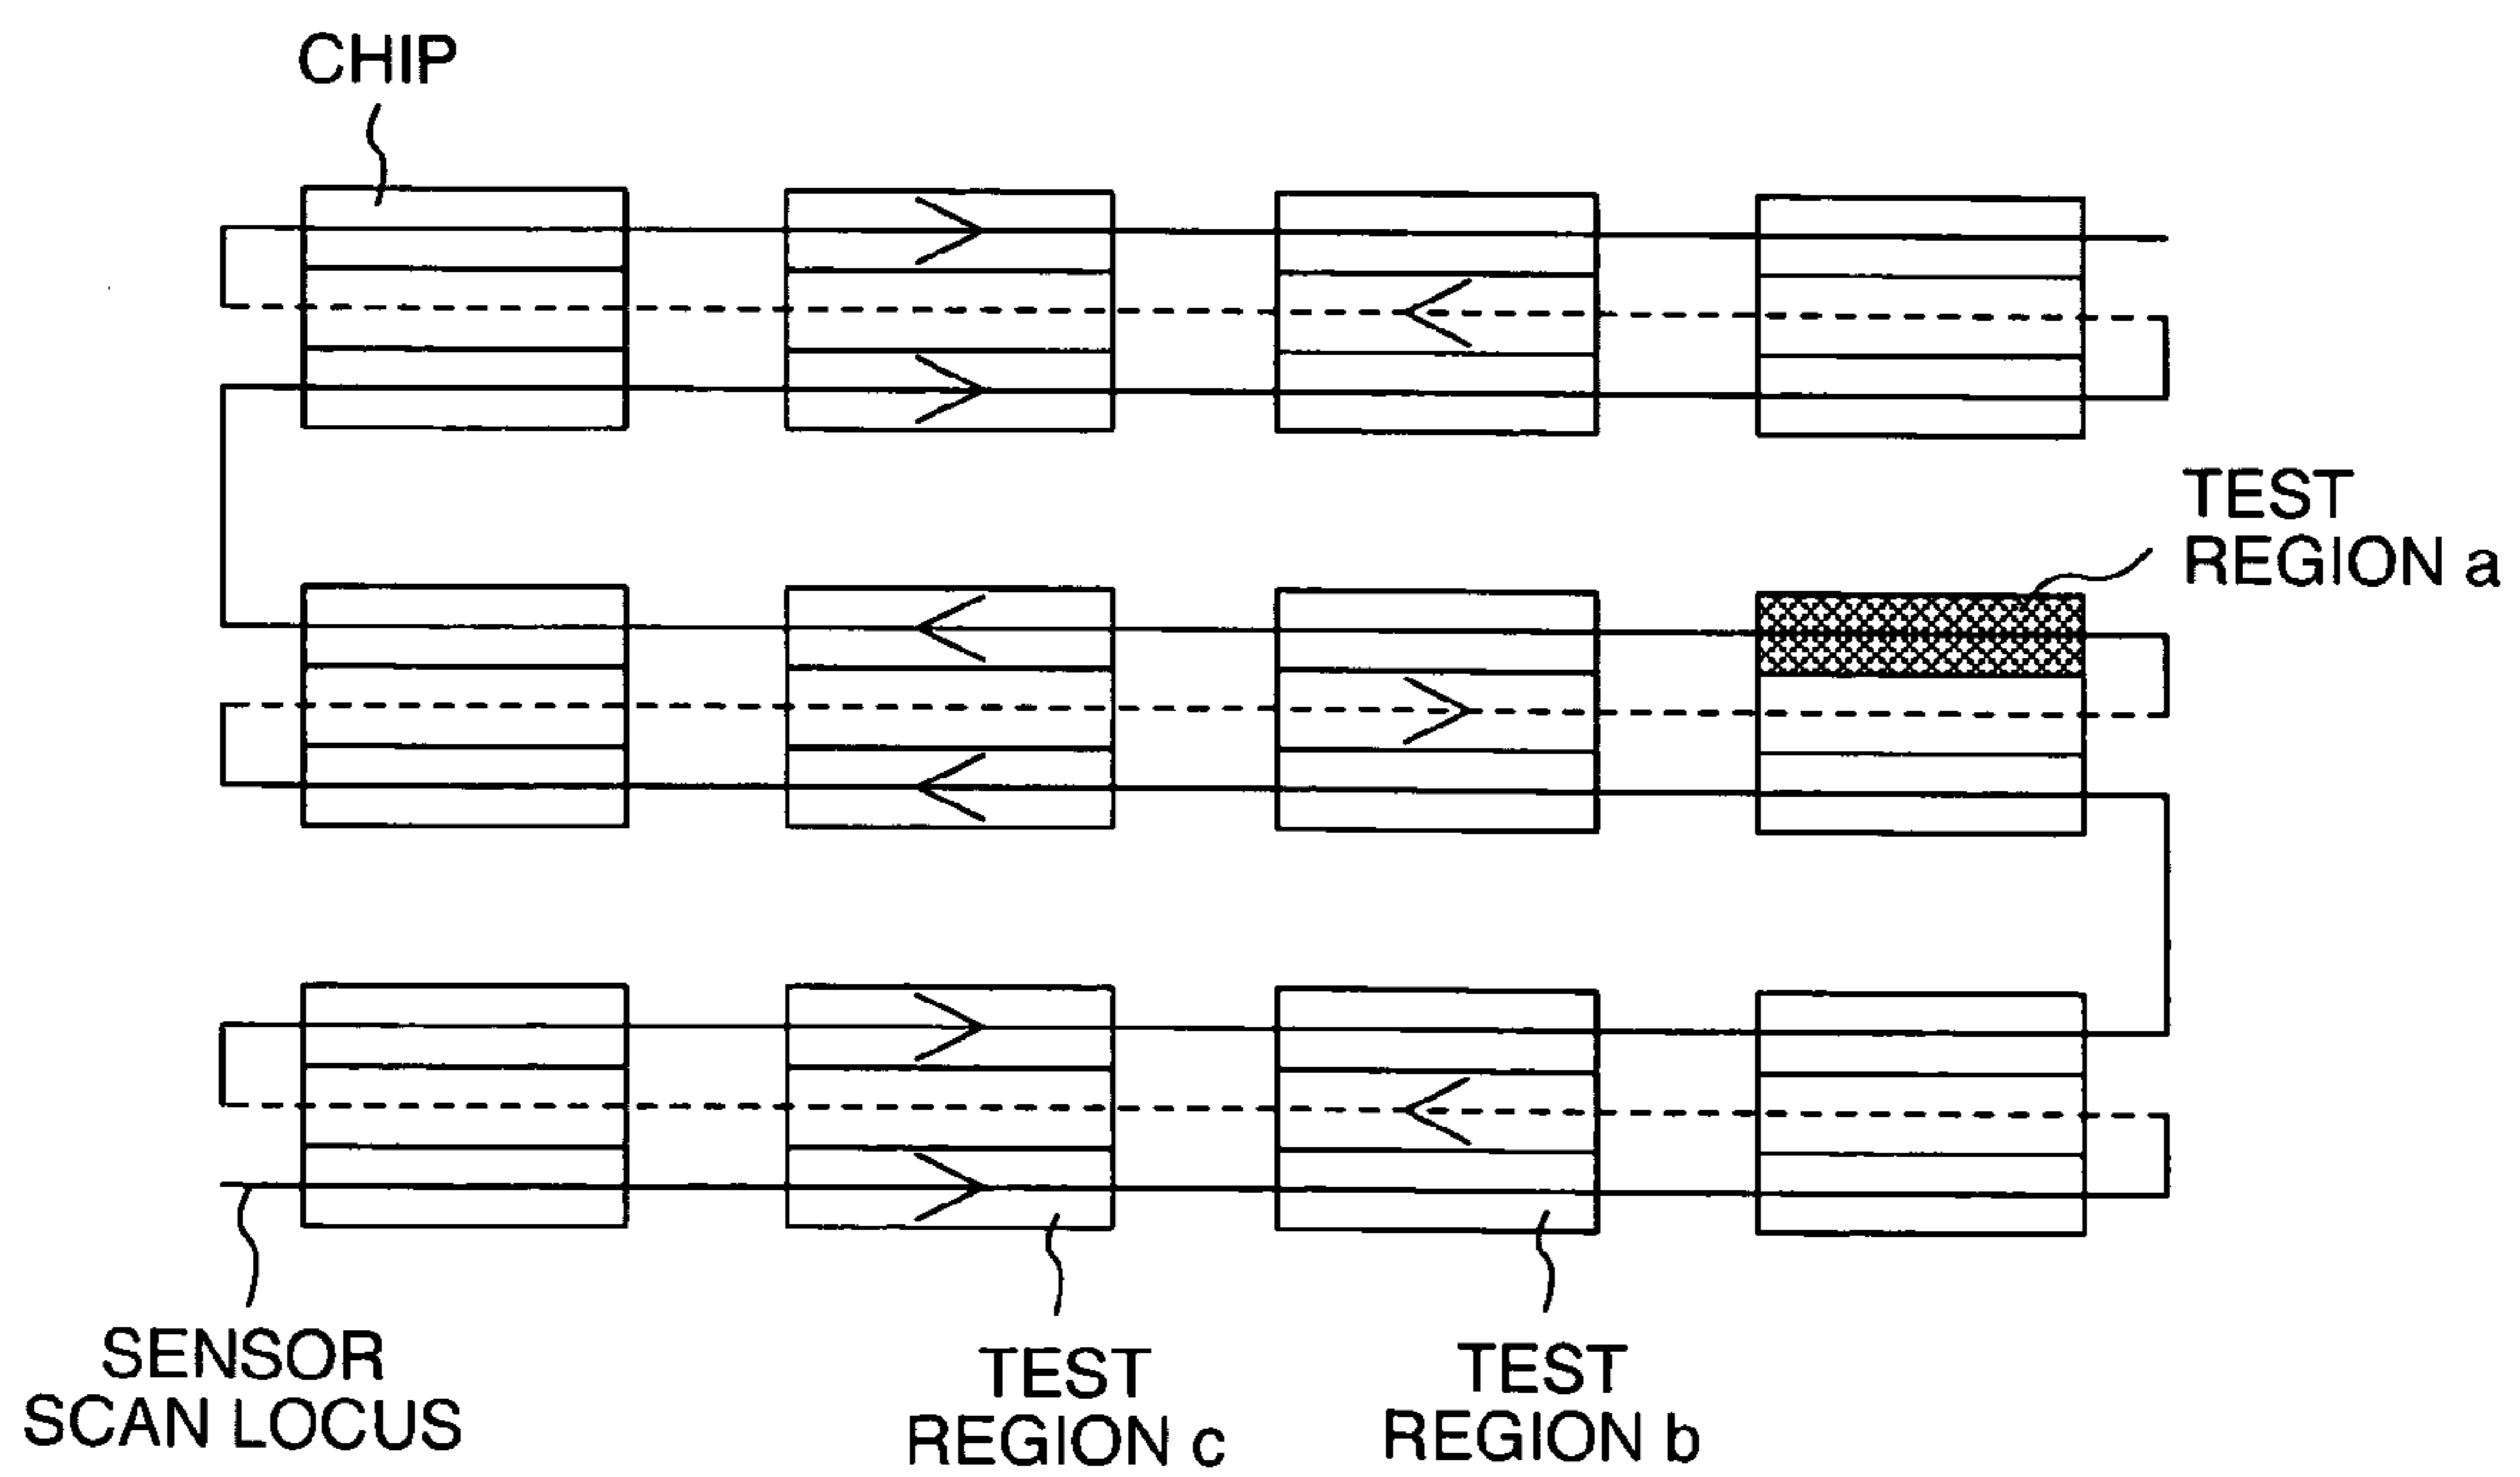 CHIP
TEST
REGION a
SENSOR
SCAN LOCUS
TEST
REGION c
TEST
REGION b